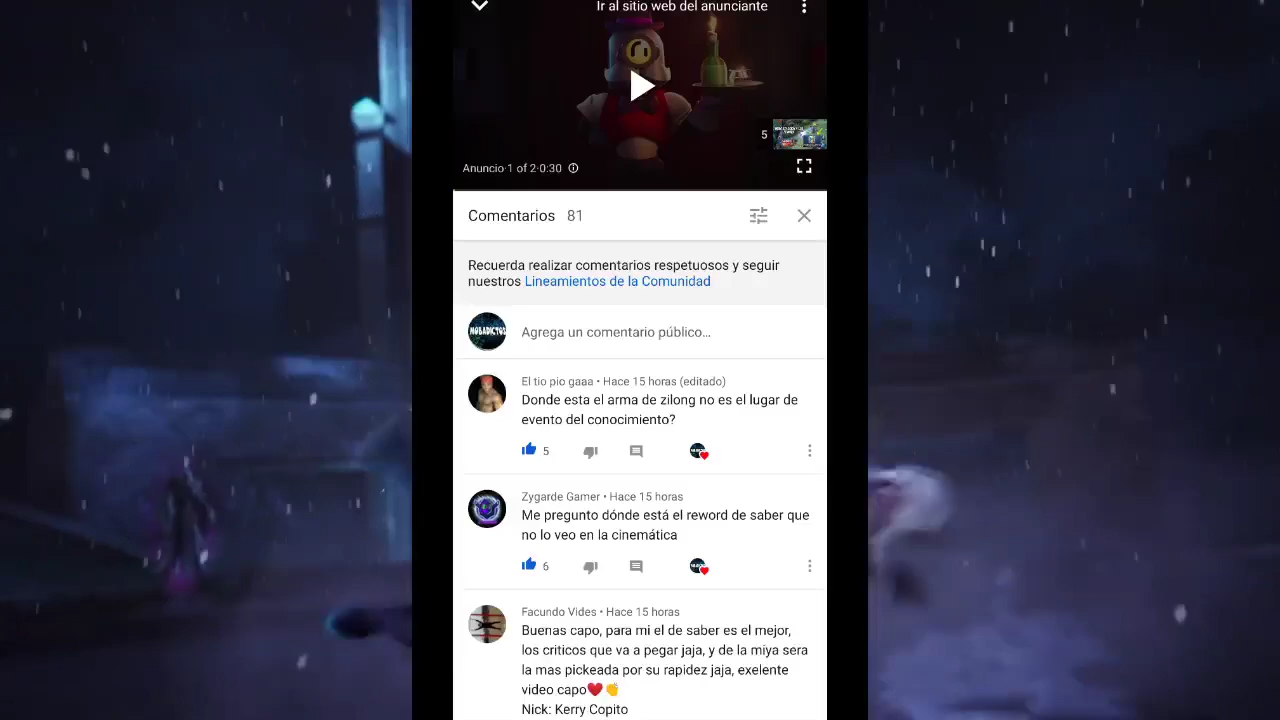 Ir al sitio web del anunciante
5
Anuncio·1 of 2·0:30
Comentarios 81
Recuerda realizar comentarios respetuosos y seguir
nuestros Lineamientos de la Comunidad
MOBADICTOZ
Agrega un comentario público...
El tio pio gaaa • Hace 15 horas (editado)
Donde esta el arma de zilong no es el lugar de
evento del conocimiento?
5
Zygarde Gamer • Hace 15 horas
Me pregunto dónde está el reword de saber que
no lo veo en la cinemática
6
Facundo Vides • Hace 15 horas
Buenas capo, para mi el de saber es el mejor,
los criticos que va a pegar jaja, y de la miya sera
la mas pickeada por su rapidez jaja, exelente
video capo❤️👏
Nick: Kerry Copito